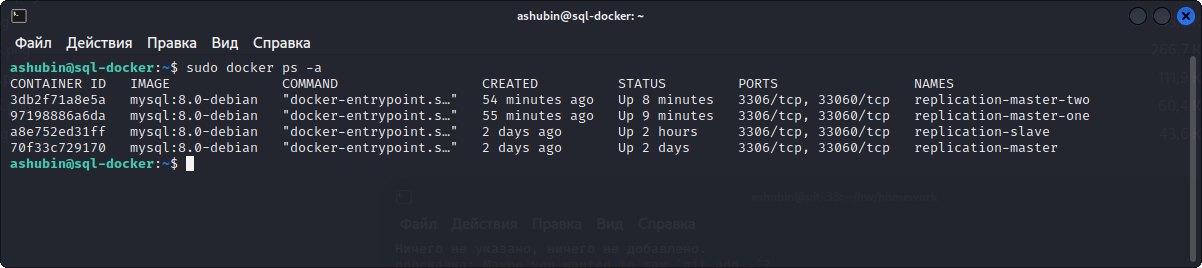 ashubin@sql-docker: ~
Файл Действия Правка Вид Справка
ashubin@sql-docker:~$ sudo docker ps -a
CONTAINER ID IMAGE COMMAND CREATED STATUS PORTS NAMES
3db2f71a8e5a mysql:8.0-debian "docker-entrypoint.s…" 54 minutes ago Up 8 minutes 3306/tcp, 33060/tcp replication-master-two
97198886a6da mysql:8.0-debian "docker-entrypoint.s…" 55 minutes ago Up 9 minutes 3306/tcp, 33060/tcp replication-master-one
a8e752ed31ff mysql:8.0-debian "docker-entrypoint.s…" 2 days ago Up 2 hours 3306/tcp, 33060/tcp replication-slave
70f33c729170 mysql:8.0-debian "docker-entrypoint.s…" 2 days ago Up 2 days 3306/tcp, 33060/tcp replication-master
ashubin@sql-docker:~$
Файл Действия Правка Вид Справка
Ничего не указано, ничего не добавлено.